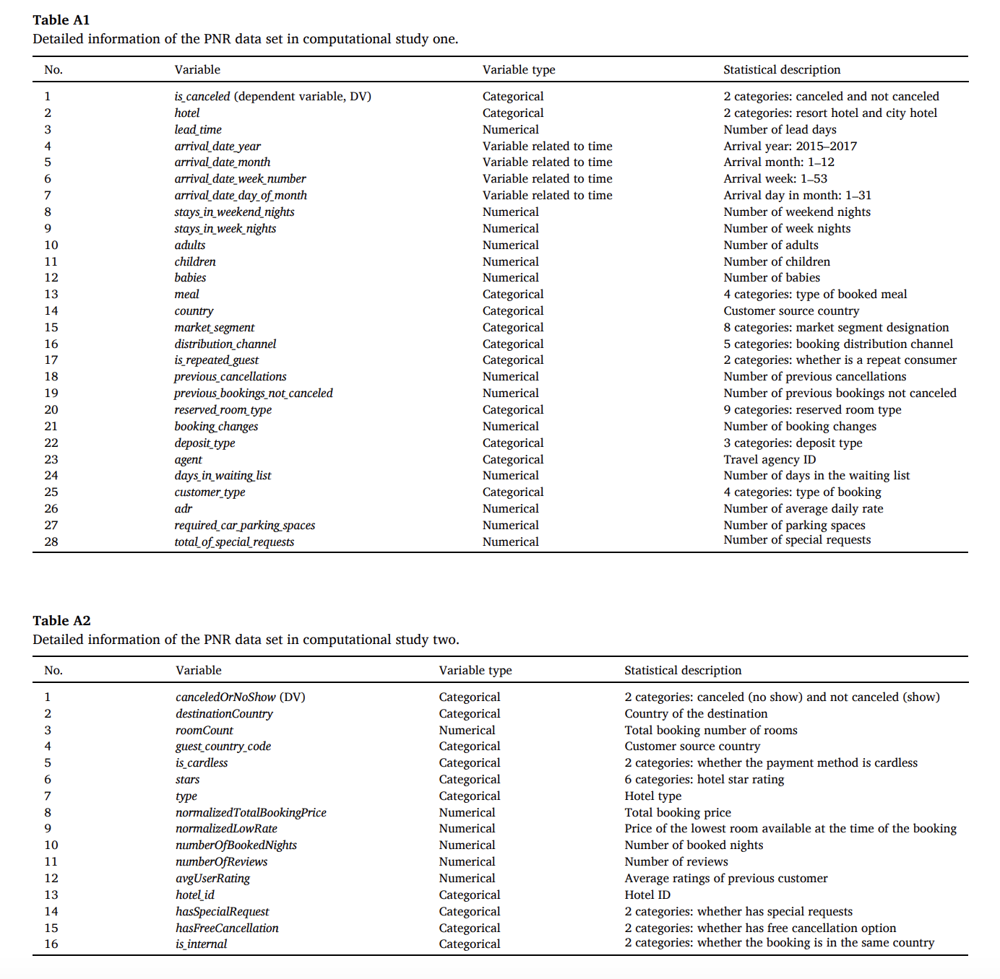 Table A1
Detailed information of the PNR data set in computational study one.
No. Variable Variable type Statistical description
1 is_canceled (dependent variable, DV) Categorical 2 categories: canceled and not canceled
2 hotel Categorical 2 categories: resort hotel and city hotel
3 lead_time Numerical Number of lead days
4 arrival_date_year Variable related to time Arrival year: 2015–2017
5 arrival_date_month Variable related to time Arrival month: 1–12
6 arrival_date_week_number Variable related to time Arrival week: 1–53
7 arrival_date_day_of_month Variable related to time Arrival day in month: 1–31
8 stays_in_weekend_nights Numerical Number of weekend nights
9 stays_in_week_nights Numerical Number of week nights
10 adults Numerical Number of adults
11 children Numerical Number of children
12 babies Numerical Number of babies
13 meal Categorical 4 categories: type of booked meal
14 country Categorical Customer source country
15 market_segment Categorical 8 categories: market segment designation
16 distribution_channel Categorical 5 categories: booking distribution channel
17 is_repeated_guest Categorical 2 categories: whether is a repeat consumer
18 previous_cancellations Numerical Number of previous cancellations
19 previous_bookings_not_canceled Numerical Number of previous bookings not canceled
20 reserved_room_type Categorical 9 categories: reserved room type
21 booking_changes Numerical Number of booking changes
22 deposit_type Categorical 3 categories: deposit type
23 agent Categorical Travel agency ID
24 days_in_waiting_list Numerical Number of days in the waiting list
25 customer_type Categorical 4 categories: type of booking
26 adr Numerical Number of average daily rate
27 required_car_parking_spaces Numerical Number of parking spaces
28 total_of_special_requests Numerical Number of special requests
Table A2
Detailed information of the PNR data set in computational study two.
No. Variable Variable type Statistical description
1 canceledOrNoShow (DV) Categorical 2 categories: canceled (no show) and not canceled (show)
2 destinationCountry Categorical Country of the destination
3 roomCount Numerical Total booking number of rooms
4 guest_country_code Categorical Customer source country
5 is_cardless Categorical 2 categories: whether the payment method is cardless
6 stars Categorical 6 categories: hotel star rating
7 type Categorical Hotel type
8 normalizedTotalBookingPrice Numerical Total booking price
9 normalizedLowRate Numerical Price of the lowest room available at the time of the booking
10 numberOfBookedNights Numerical Number of booked nights
11 numberOfReviews Numerical Number of reviews
12 avgUserRating Numerical Average ratings of previous customer
13 hotel_id Categorical Hotel ID
14 hasSpecialRequest Categorical 2 categories: whether has special requests
15 hasFreeCancellation Categorical 2 categories: whether has free cancellation option
16 is_internal Categorical 2 categories: whether the booking is in the same country